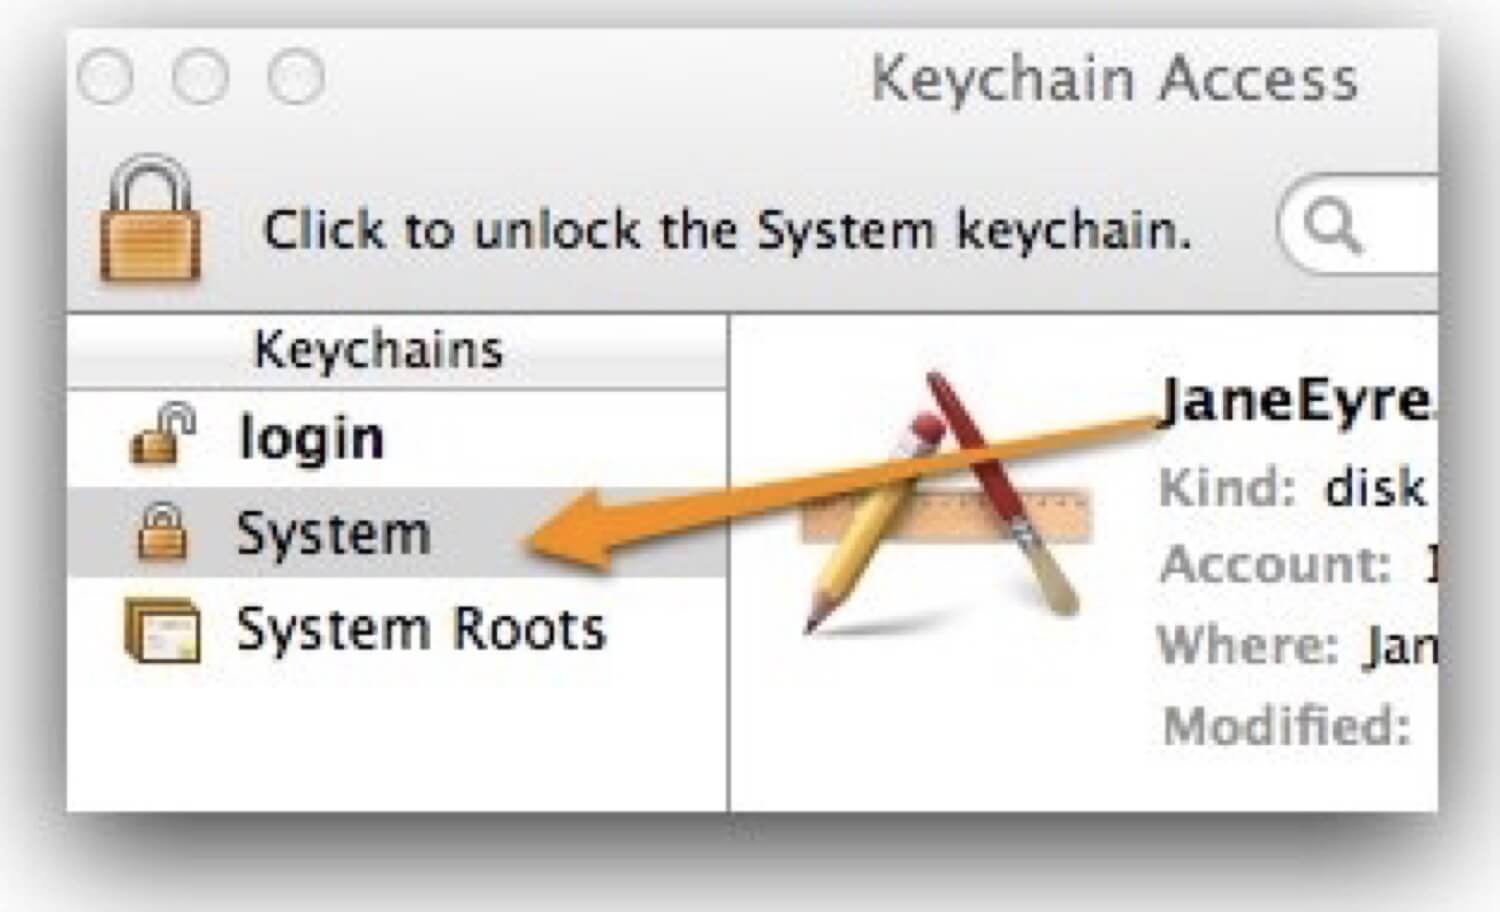 Keychain Access
Click to unlock the System keychain.
Keychains
login
System
System Roots
JaneEyre.
Kind: disk
Account:
Where: Jan
Modified: